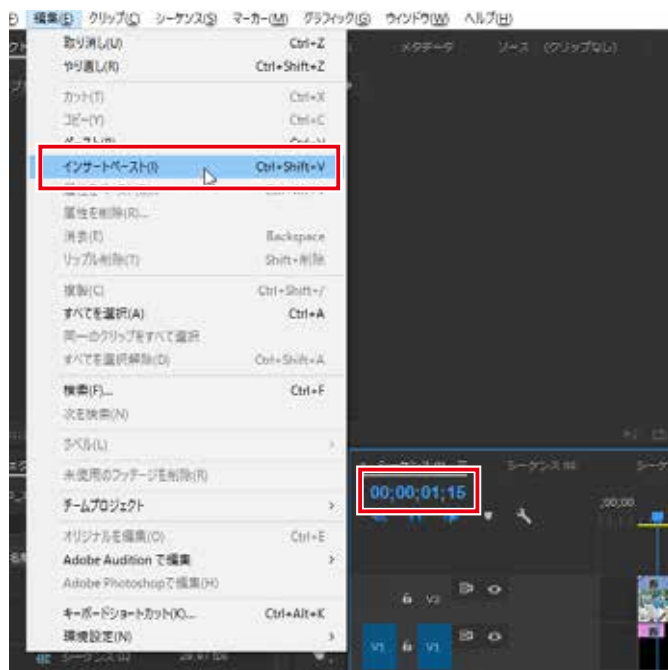 編集(E) クリップ(C) シーケンス(S) マーカー(M) グラフィック(G) ウィンドウ(W) ヘルプ(H)
取り消し(U) Ctrl+Z
やり直し(R) Ctrl+Shift+Z
メタデータ ソース (クリップなし)
カット(T) Ctrl+X
コピー(Y) Ctrl+C
インサートペースト(I) Ctrl+Shift+V
属性を削除(R)...
消去(E) Backspace
リップル削除(T) Shift+削除
複製(C) Ctrl+Shift+/
すべてを選択(A) Ctrl+A
同一のクリップをすべて選択
すべてを選択解除(D) Ctrl+Shift+A
検索(F)... Ctrl+F
次を検索(N)
ラベル(L)
未使用のフッテージを削除(R)
チームプロジェクト
00;00;01;15
;00;00
オリジナルを編集(O) Ctrl+E
Adobe Audition で編集
Adobe Photoshopで編集(H)
V2
キーボードショートカット(K)... Ctrl+Alt+K
環境設定(N)
V1 V1